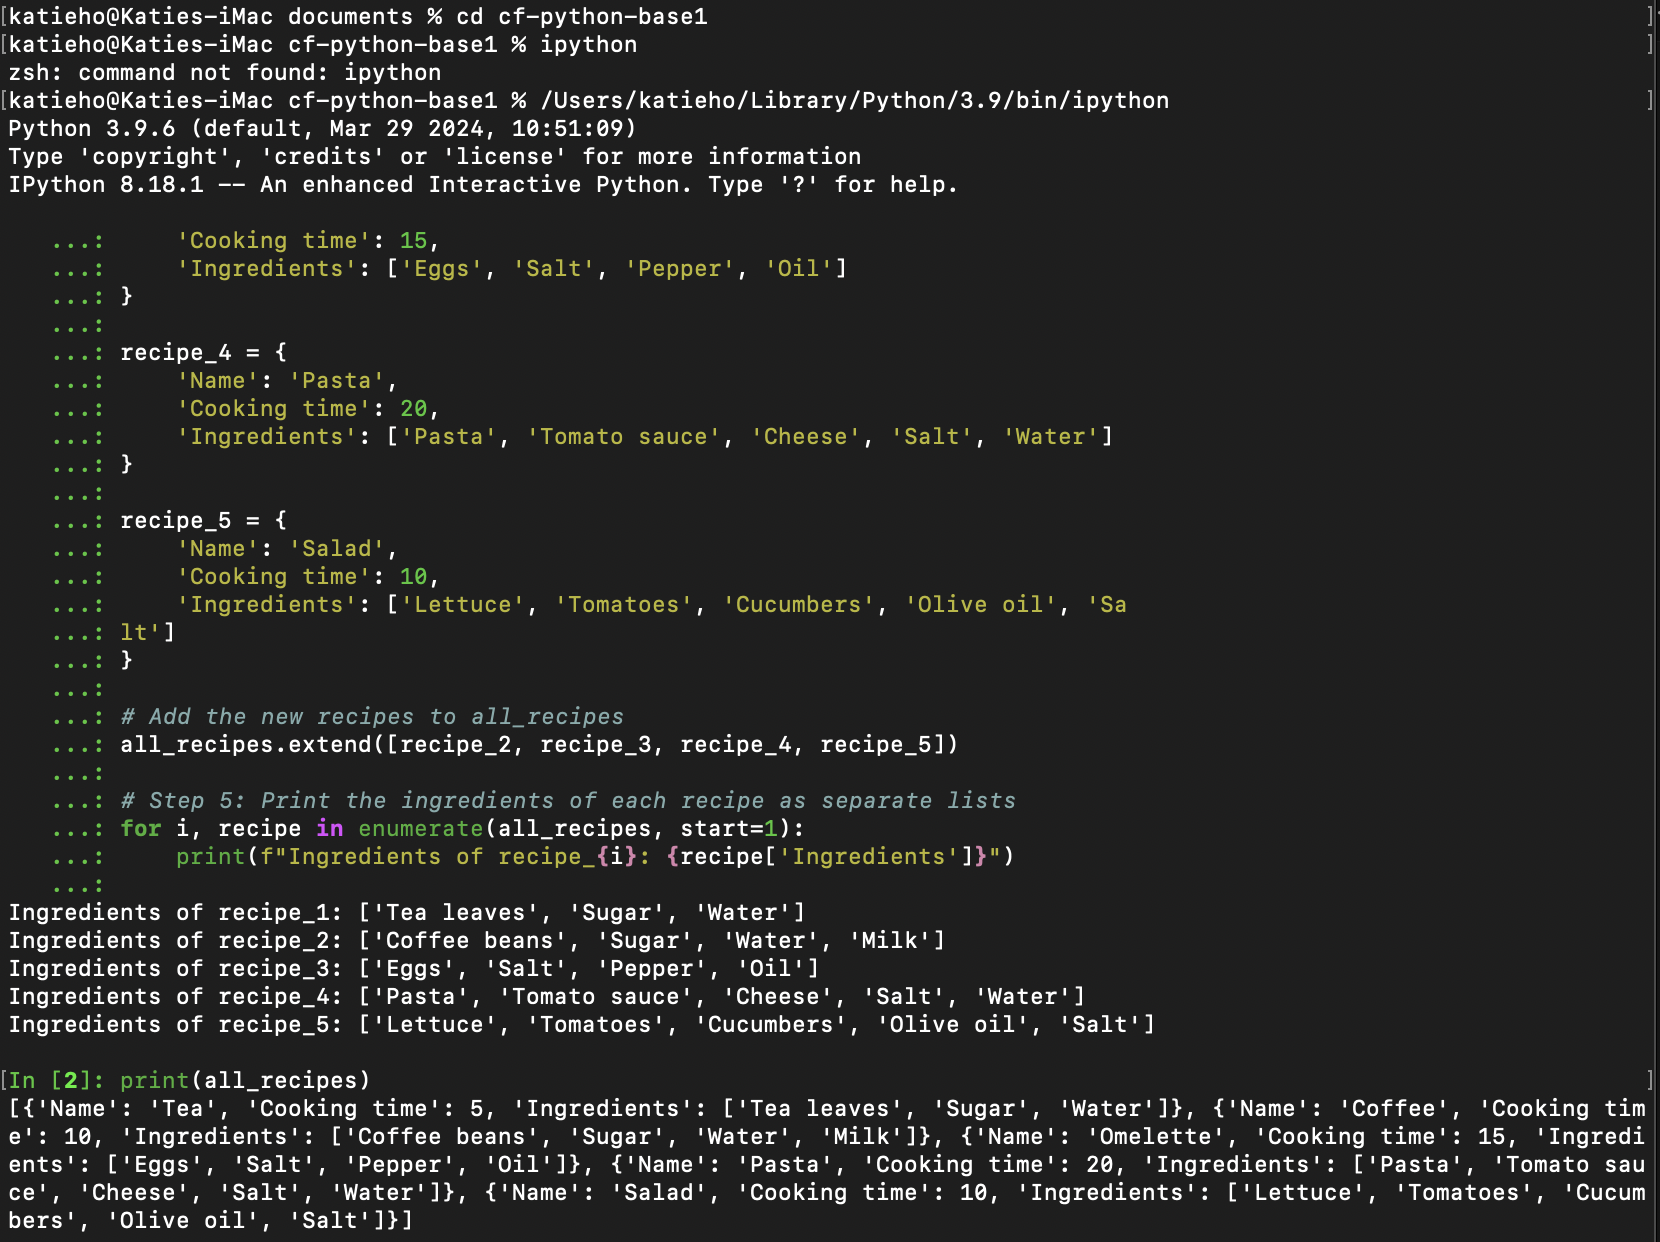 [katieho@Katies-iMac documents % cd cf-python-base1 ]
[katieho@Katies-iMac cf-python-base1 % ipython ]
zsh: command not found: ipython
[katieho@Katies-iMac cf-python-base1 % /Users/katieho/Library/Python/3.9/bin/ipython ]
Python 3.9.6 (default, Mar 29 2024, 10:51:09)
Type 'copyright', 'credits' or 'license' for more information
IPython 8.18.1 -- An enhanced Interactive Python. Type '?' for help.

   ...:     'Cooking time': 15,
   ...:     'Ingredients': ['Eggs', 'Salt', 'Pepper', 'Oil']
   ...: }
   ...:
   ...: recipe_4 = {
   ...:     'Name': 'Pasta',
   ...:     'Cooking time': 20,
   ...:     'Ingredients': ['Pasta', 'Tomato sauce', 'Cheese', 'Salt', 'Water']
   ...: }
   ...:
   ...: recipe_5 = {
   ...:     'Name': 'Salad',
   ...:     'Cooking time': 10,
   ...:     'Ingredients': ['Lettuce', 'Tomatoes', 'Cucumbers', 'Olive oil', 'Sa
   ...: lt']
   ...: }
   ...:
   ...: # Add the new recipes to all_recipes
   ...: all_recipes.extend([recipe_2, recipe_3, recipe_4, recipe_5])
   ...:
   ...: # Step 5: Print the ingredients of each recipe as separate lists
   ...: for i, recipe in enumerate(all_recipes, start=1):
   ...:     print(f"Ingredients of recipe_{i}: {recipe['Ingredients']}")
   ...:
Ingredients of recipe_1: ['Tea leaves', 'Sugar', 'Water']
Ingredients of recipe_2: ['Coffee beans', 'Sugar', 'Water', 'Milk']
Ingredients of recipe_3: ['Eggs', 'Salt', 'Pepper', 'Oil']
Ingredients of recipe_4: ['Pasta', 'Tomato sauce', 'Cheese', 'Salt', 'Water']
Ingredients of recipe_5: ['Lettuce', 'Tomatoes', 'Cucumbers', 'Olive oil', 'Salt']

[In [2]: print(all_recipes) ]
[{'Name': 'Tea', 'Cooking time': 5, 'Ingredients': ['Tea leaves', 'Sugar', 'Water']}, {'Name': 'Coffee', 'Cooking tim
e': 10, 'Ingredients': ['Coffee beans', 'Sugar', 'Water', 'Milk']}, {'Name': 'Omelette', 'Cooking time': 15, 'Ingredi
ents': ['Eggs', 'Salt', 'Pepper', 'Oil']}, {'Name': 'Pasta', 'Cooking time': 20, 'Ingredients': ['Pasta', 'Tomato sau
ce', 'Cheese', 'Salt', 'Water']}, {'Name': 'Salad', 'Cooking time': 10, 'Ingredients': ['Lettuce', 'Tomatoes', 'Cucum
bers', 'Olive oil', 'Salt']}]